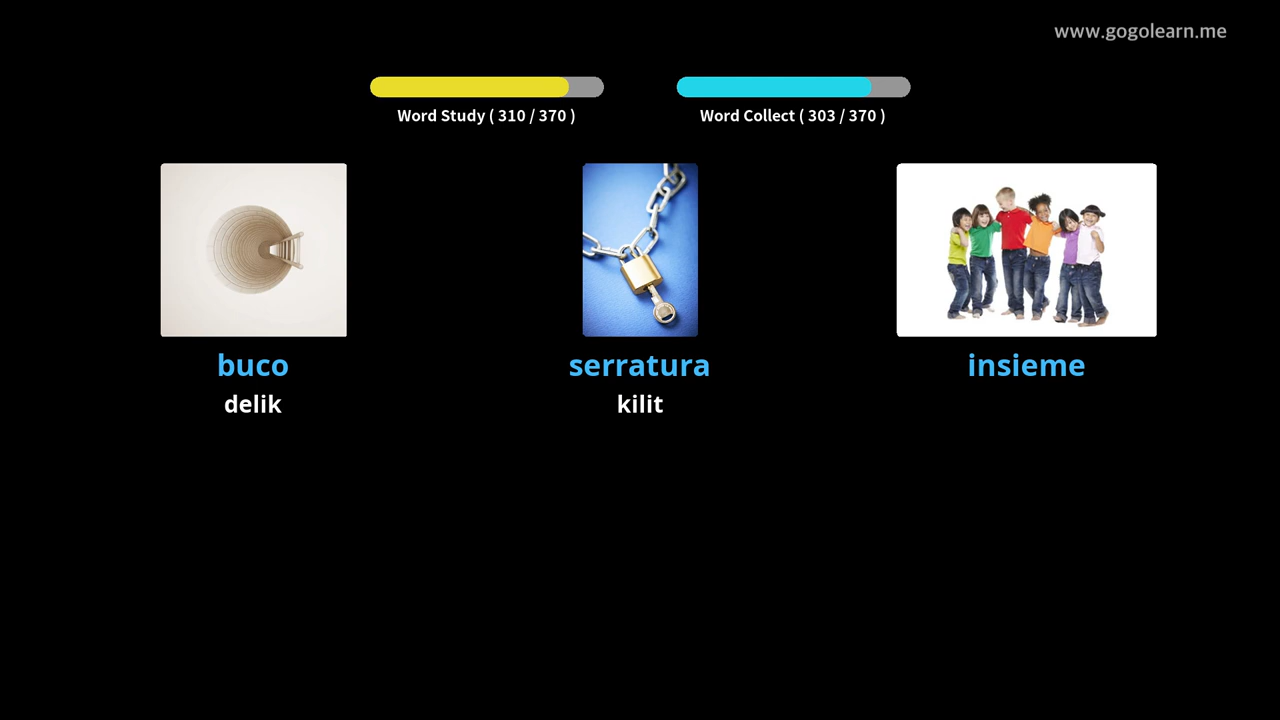 www.gogolearn.me
Word Study ( 310 / 370 )
Word Collect ( 303 / 370 )
buco
serratura
insieme
delik
kilit